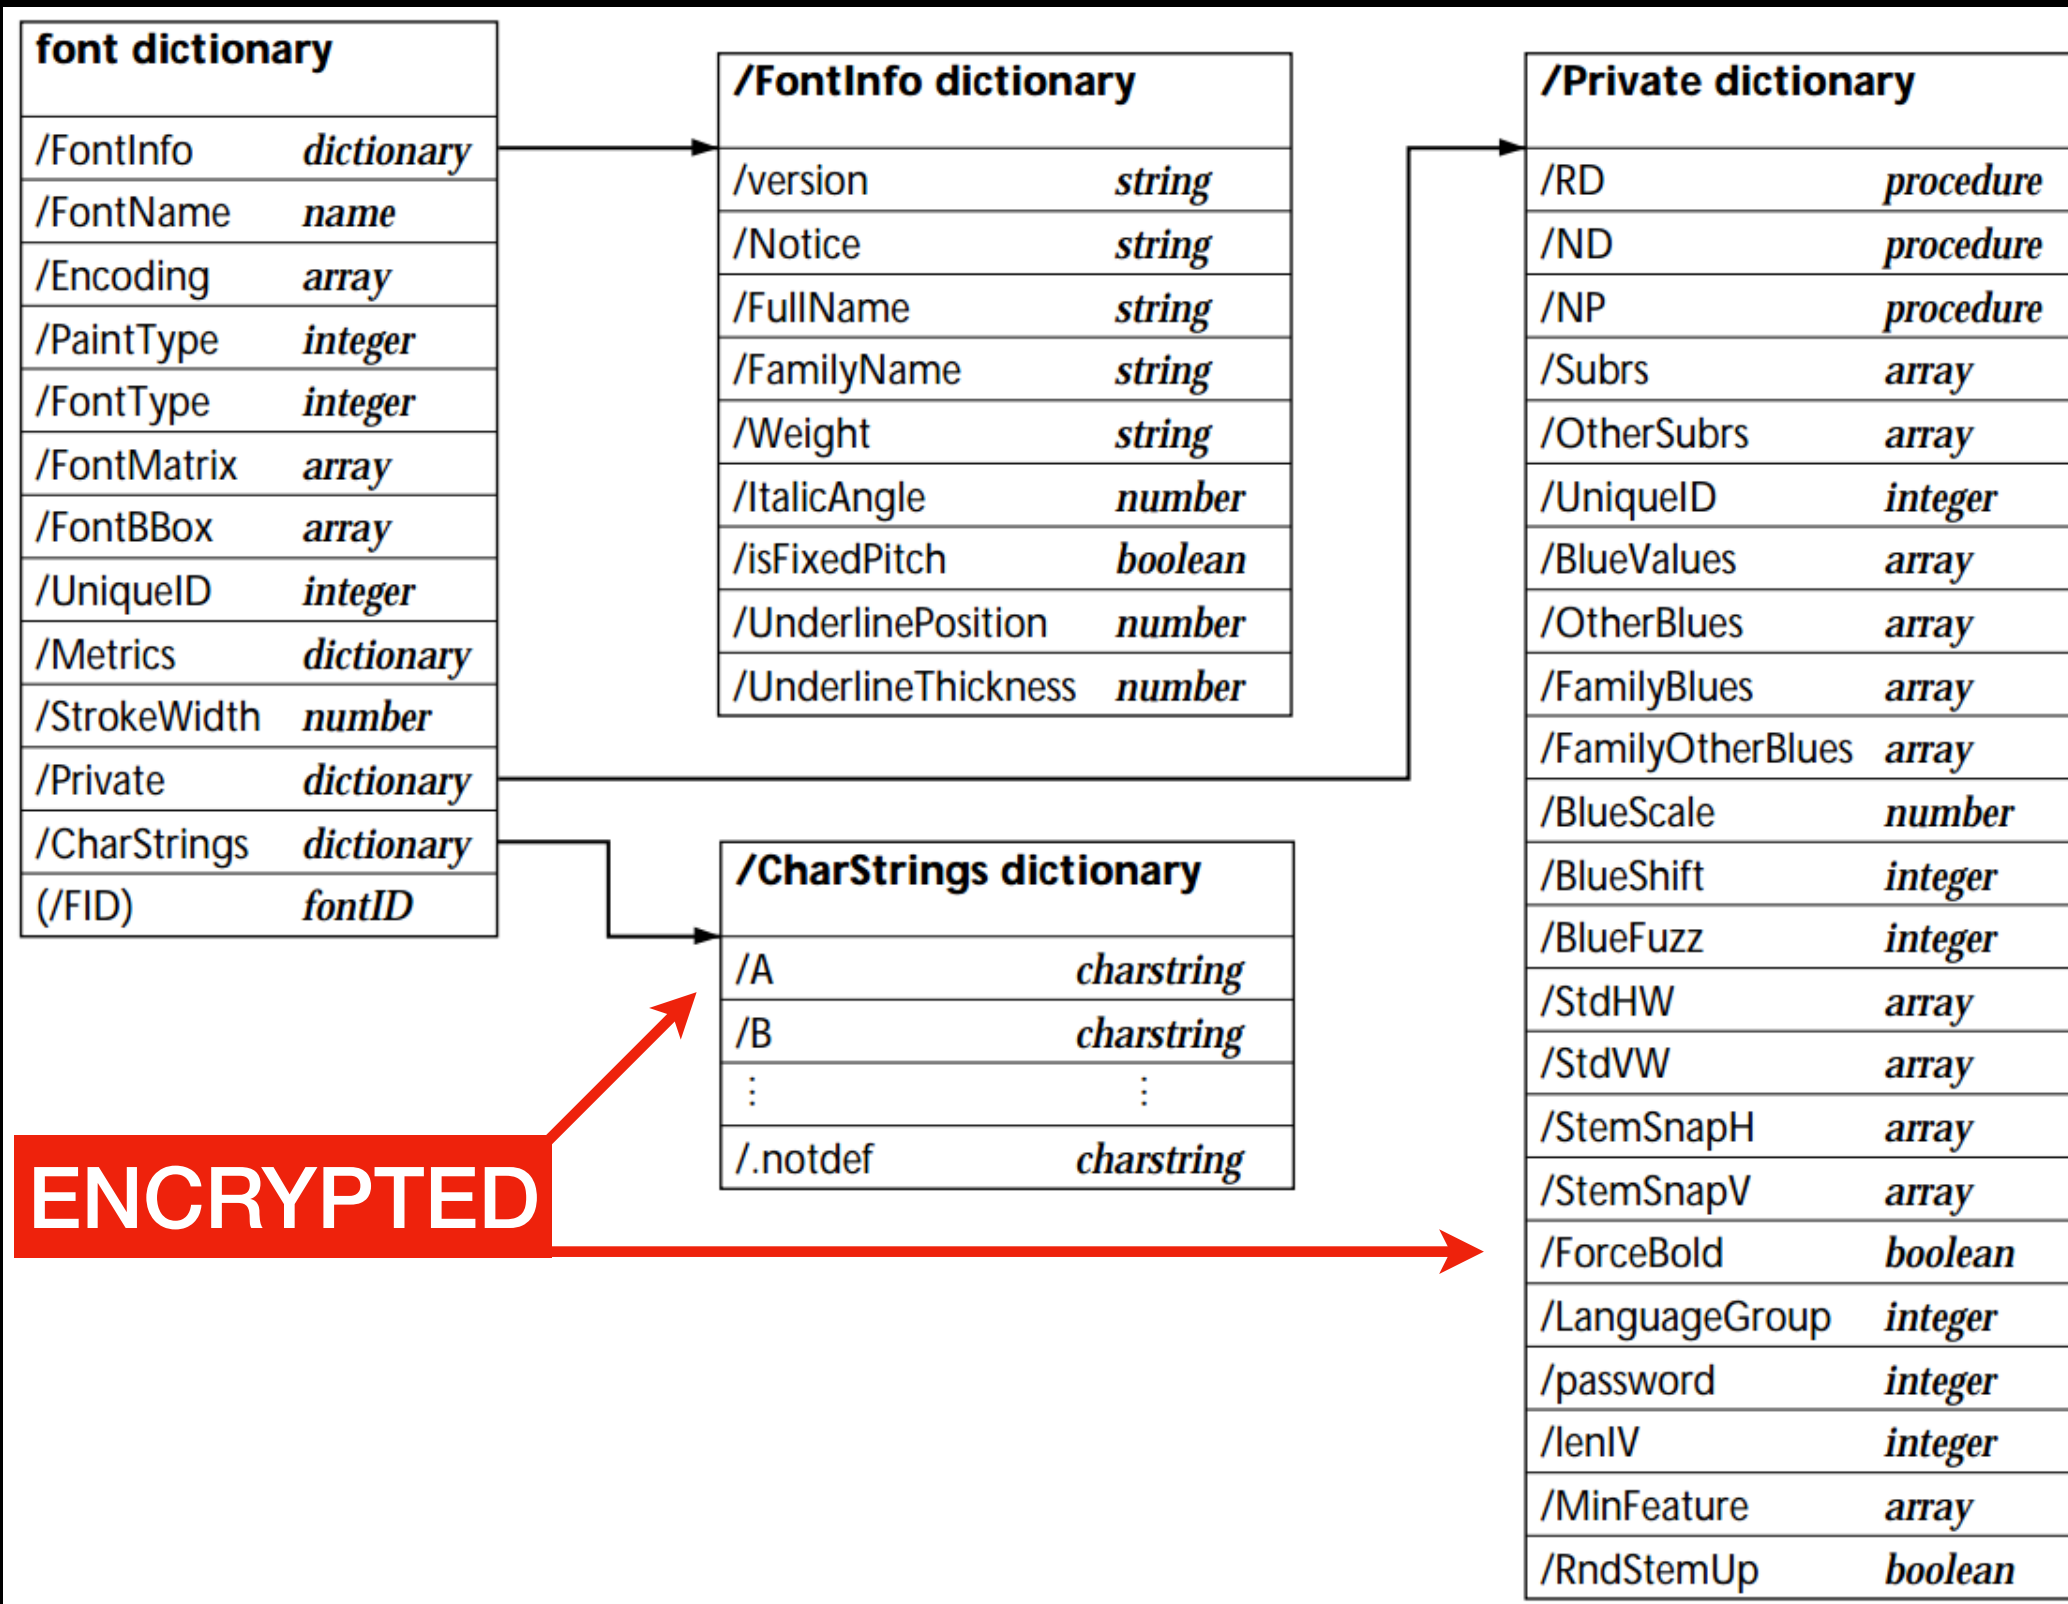 font dictionary
/FontInfo dictionary
/FontName name
/Encoding array
/PaintType integer
/FontType integer
/FontMatrix array
/FontBBox array
/UniqueID integer
/Metrics dictionary
/StrokeWidth number
/Private dictionary
/CharStrings dictionary
(/FID) fontID
/FontInfo dictionary
/version string
/Notice string
/FullName string
/FamilyName string
/Weight string
/ItalicAngle number
/isFixedPitch boolean
/UnderlinePosition number
/UnderlineThickness number
/CharStrings dictionary
/A charstring
/B charstring
⋮ ⋮
/.notdef charstring
ENCRYPTED
/Private dictionary
/RD procedure
/ND procedure
/NP procedure
/Subrs array
/OtherSubrs array
/UniqueID integer
/BlueValues array
/OtherBlues array
/FamilyBlues array
/FamilyOtherBlues array
/BlueScale number
/BlueShift integer
/BlueFuzz integer
/StdHW array
/StdVW array
/StemSnapH array
/StemSnapV array
/ForceBold boolean
/LanguageGroup integer
/password integer
/lenIV integer
/MinFeature array
/RndStemUp boolean